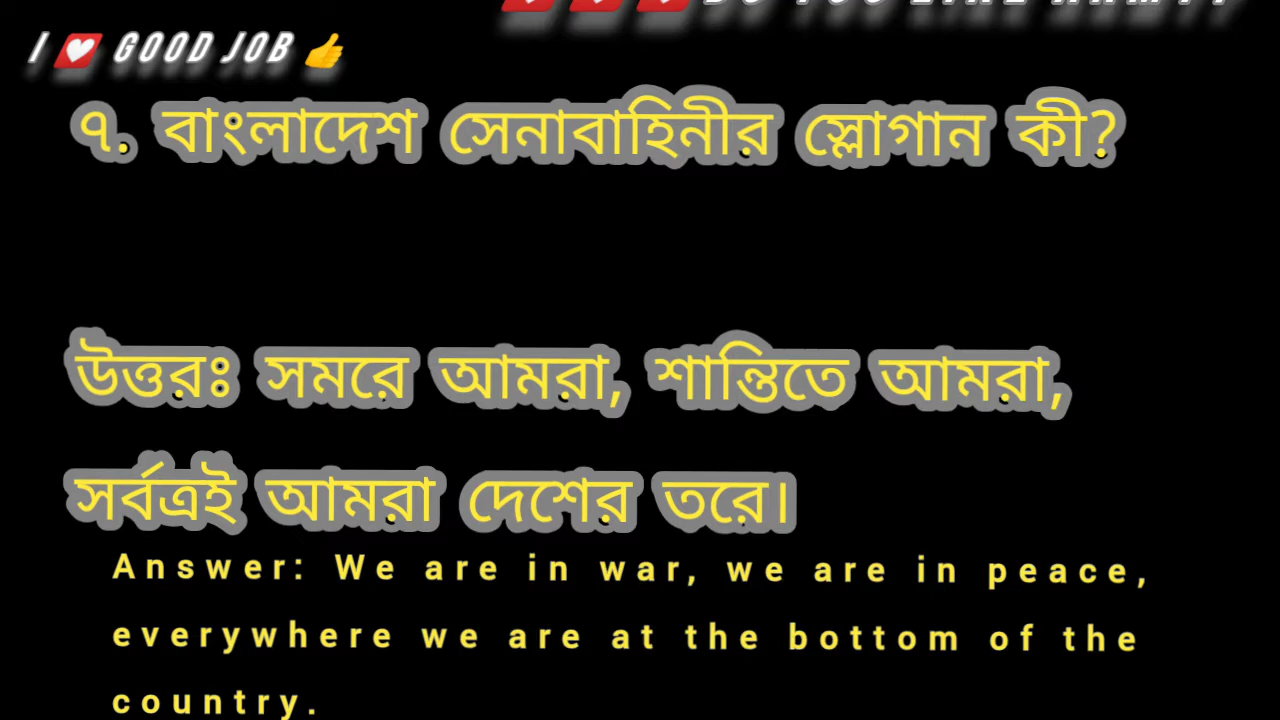 I 💟 GOOD JOB 👍
৭. বাংলাদেশ সেনাবাহিনীর স্লোগান কী?
উত্তরঃ সমরে আমরা, শান্তিতে আমরা,
সর্বত্রই আমরা দেশের তরে।
Answer: We are in war, we are in peace,
everywhere we are at the bottom of the
country.